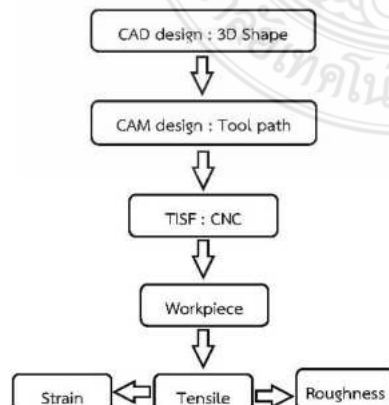 CAD design : 3D Shape
CAM design : Tool path
TISF : CNC
Workpiece
Strain
Tensile
Roughness